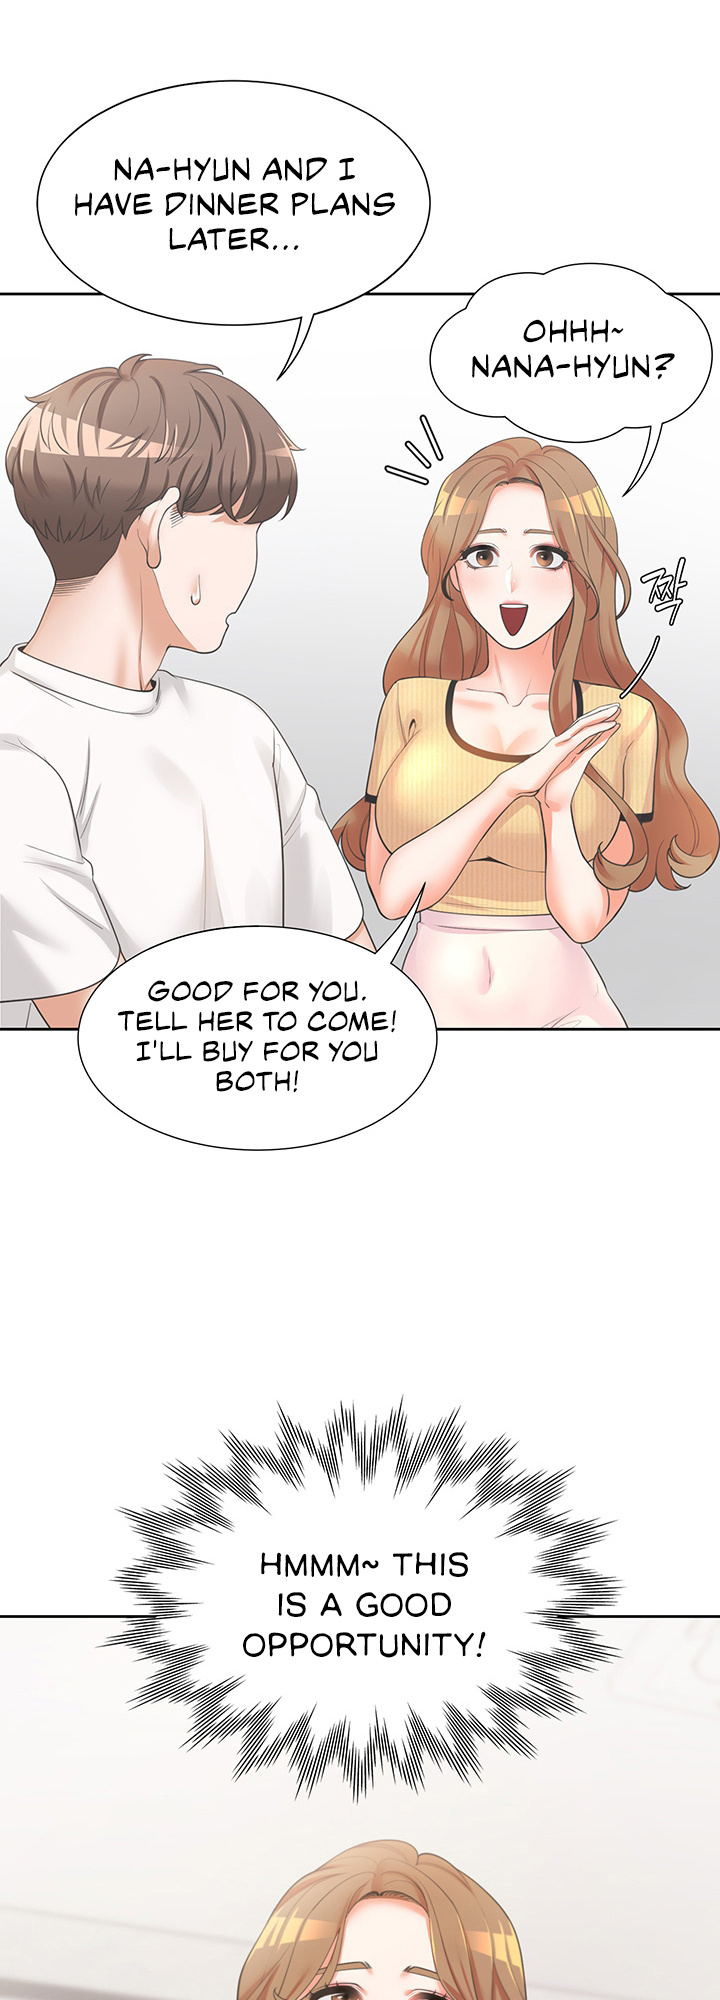 NA-HYUN AND I
HAVE DINNER PLANS
LATER...
OHHH~
NANA-HYUN?
짝
GOOD FOR YOU.
TELL HER TO COME!
I'LL BUY FOR YOU
BOTH!
HMMM~ THIS
IS A GOOD
OPPORTUNITY!